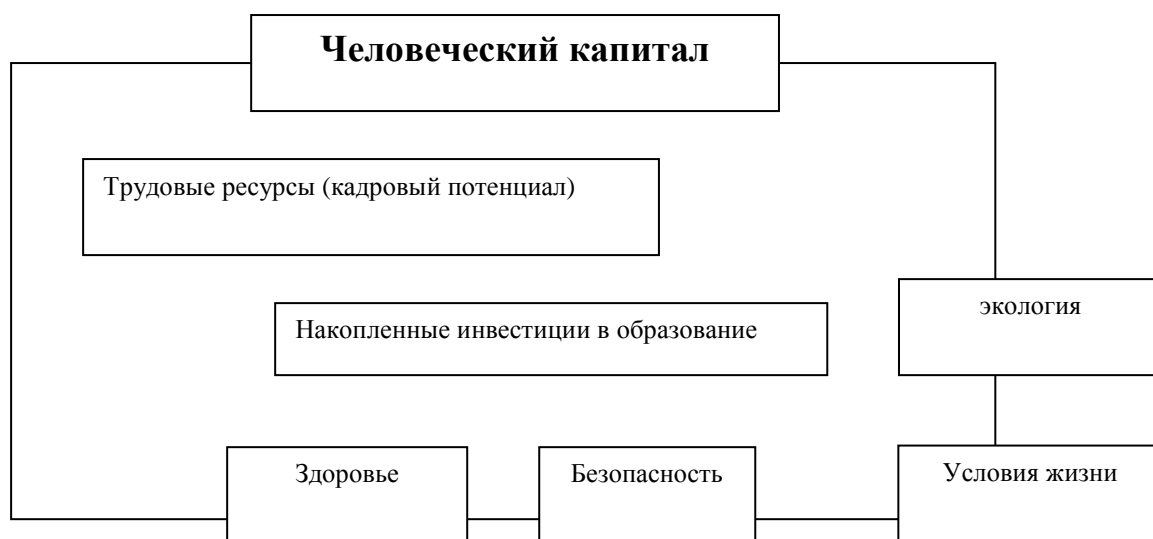 Человеческий капитал
Трудовые ресурсы (кадровый потенциал)
экология
Накопленные инвестиции в образование
Здоровье
Безопасность
Условия жизни